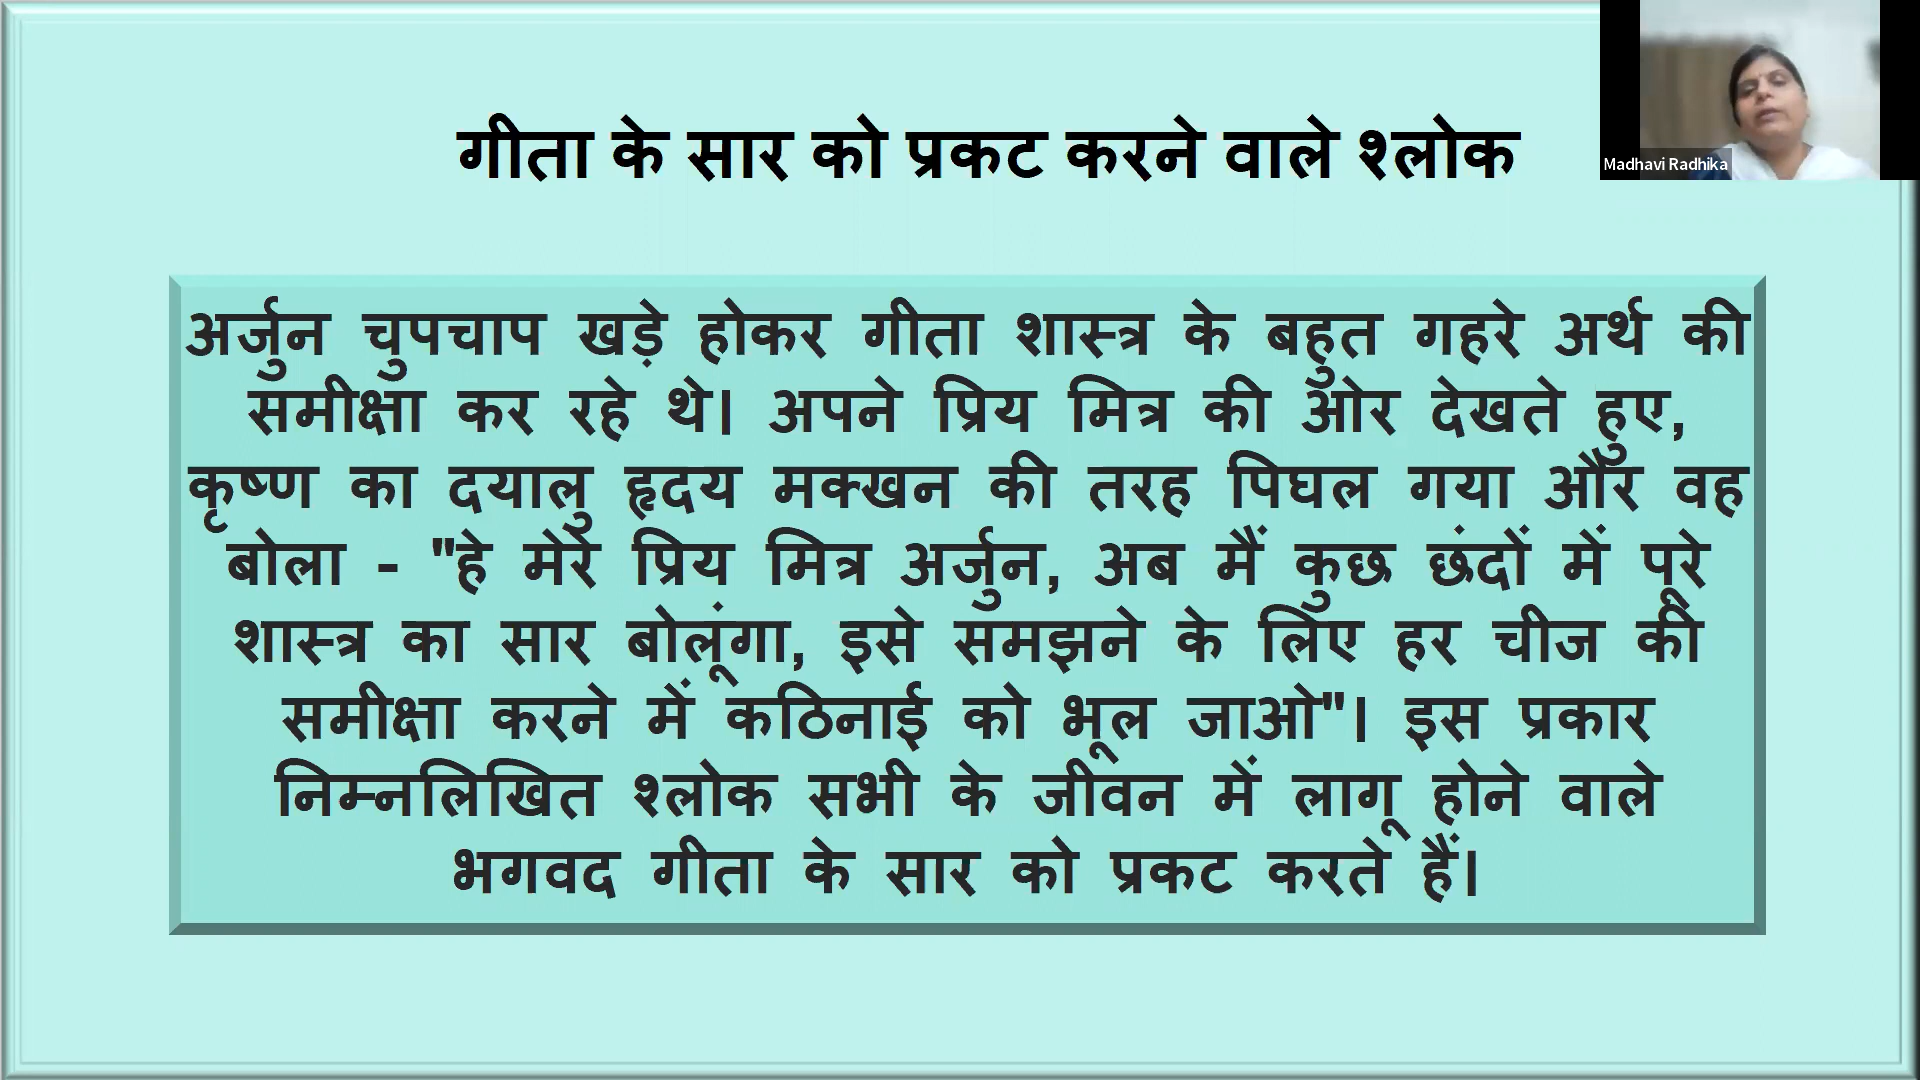 गीता के सार को प्रकट करने वाले श्लोक
Madhavi Radhika
अर्जुन चुपचाप खड़े होकर गीता शास्त्र के बहुत गहरे अर्थ की
समीक्षा कर रहे थे। अपने प्रिय मित्र की ओर देखते हुए,
कृष्ण का दयालु हृदय मक्खन की तरह पिघल गया और वह
बोला - "हे मेरे प्रिय मित्र अर्जुन, अब मैं कुछ छंदों में पूरे
शास्त्र का सार बोलूंगा, इसे समझने के लिए हर चीज की
समीक्षा करने में कठिनाई को भूल जाओ"। इस प्रकार
निम्नलिखित श्लोक सभी के जीवन में लागू होने वाले
भगवद गीता के सार को प्रकट करते हैं।